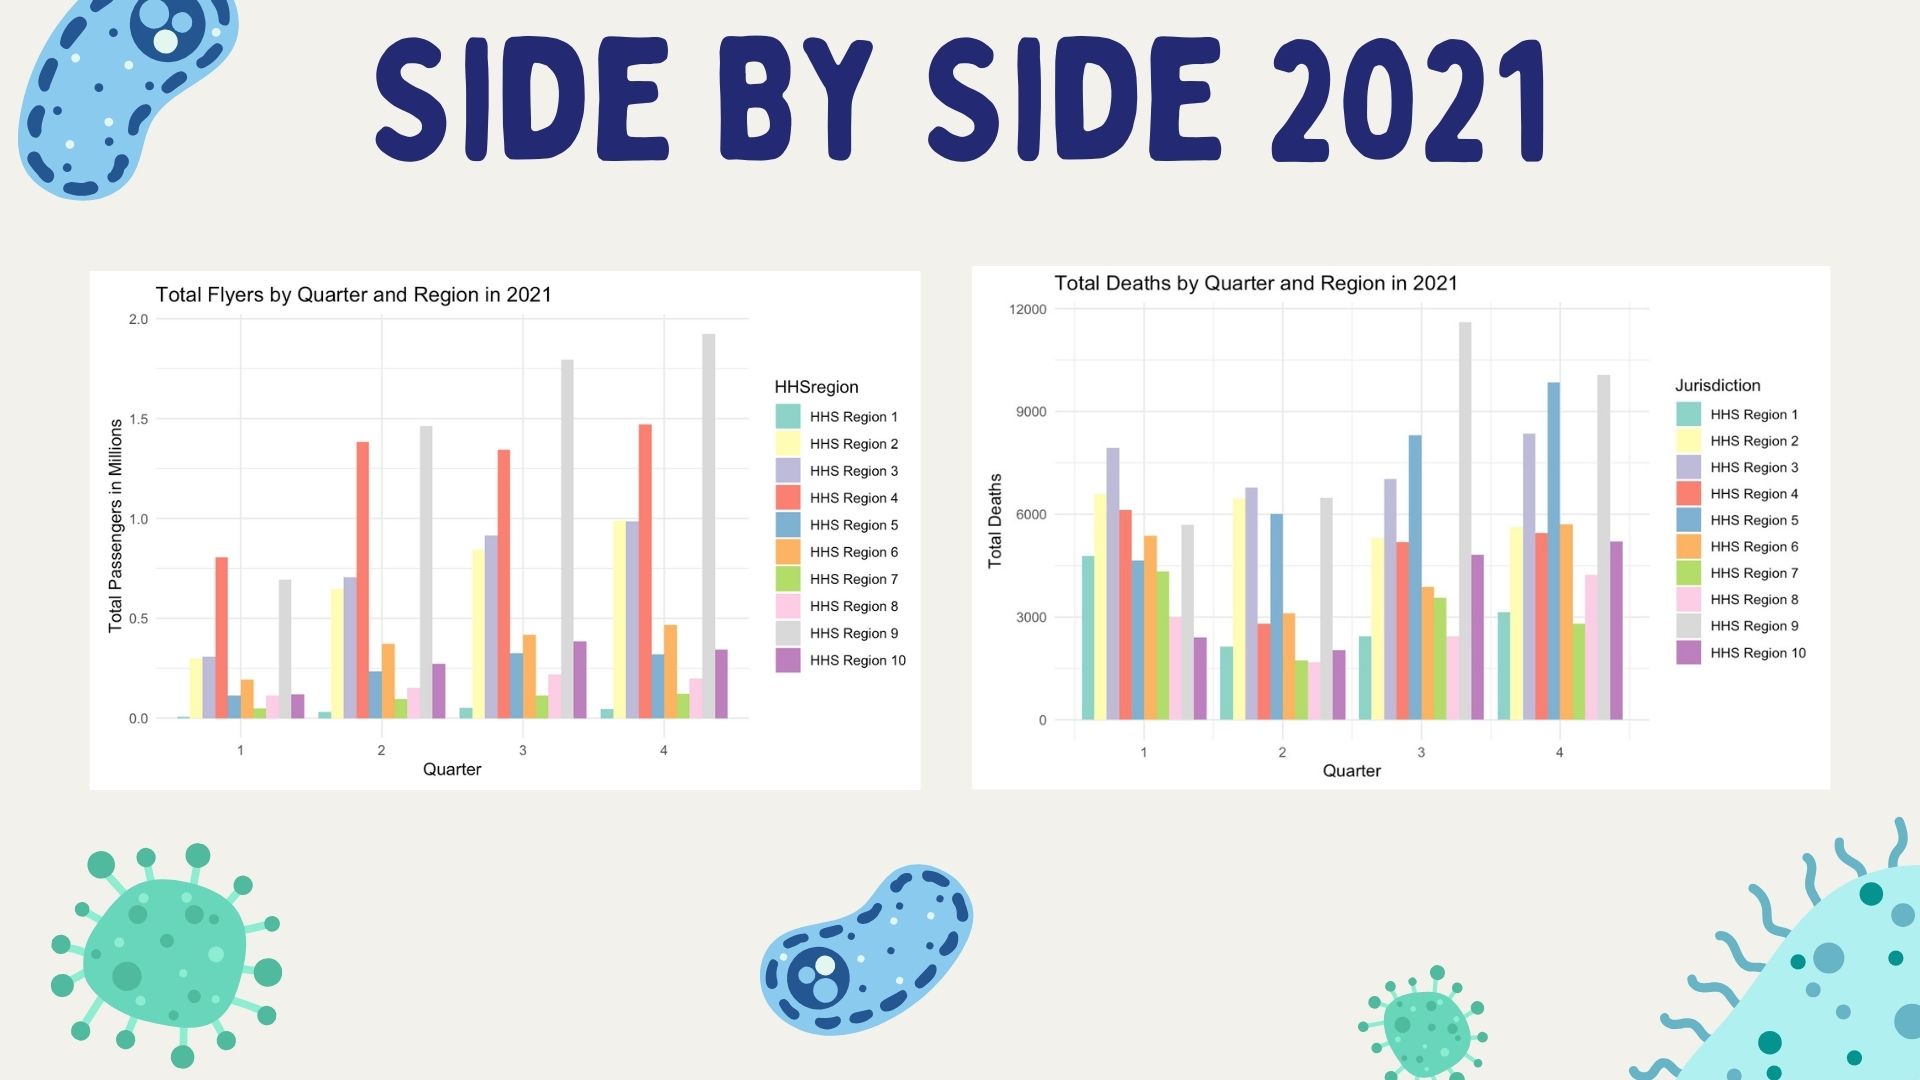 SIDE BY SIDE 2021
Total Flyers by Quarter and Region in 2021
2.0
1.5
1.0
0.5
0.0
Total Passengers in Millions
1 2 3 4
Quarter
HHSregion
HHS Region 1
HHS Region 2
HHS Region 3
HHS Region 4
HHS Region 5
HHS Region 6
HHS Region 7
HHS Region 8
HHS Region 9
HHS Region 10
Total Deaths by Quarter and Region in 2021
12000
9000
6000
3000
0
Total Deaths
1 2 3 4
Quarter
Jurisdiction
HHS Region 1
HHS Region 2
HHS Region 3
HHS Region 4
HHS Region 5
HHS Region 6
HHS Region 7
HHS Region 8
HHS Region 9
HHS Region 10